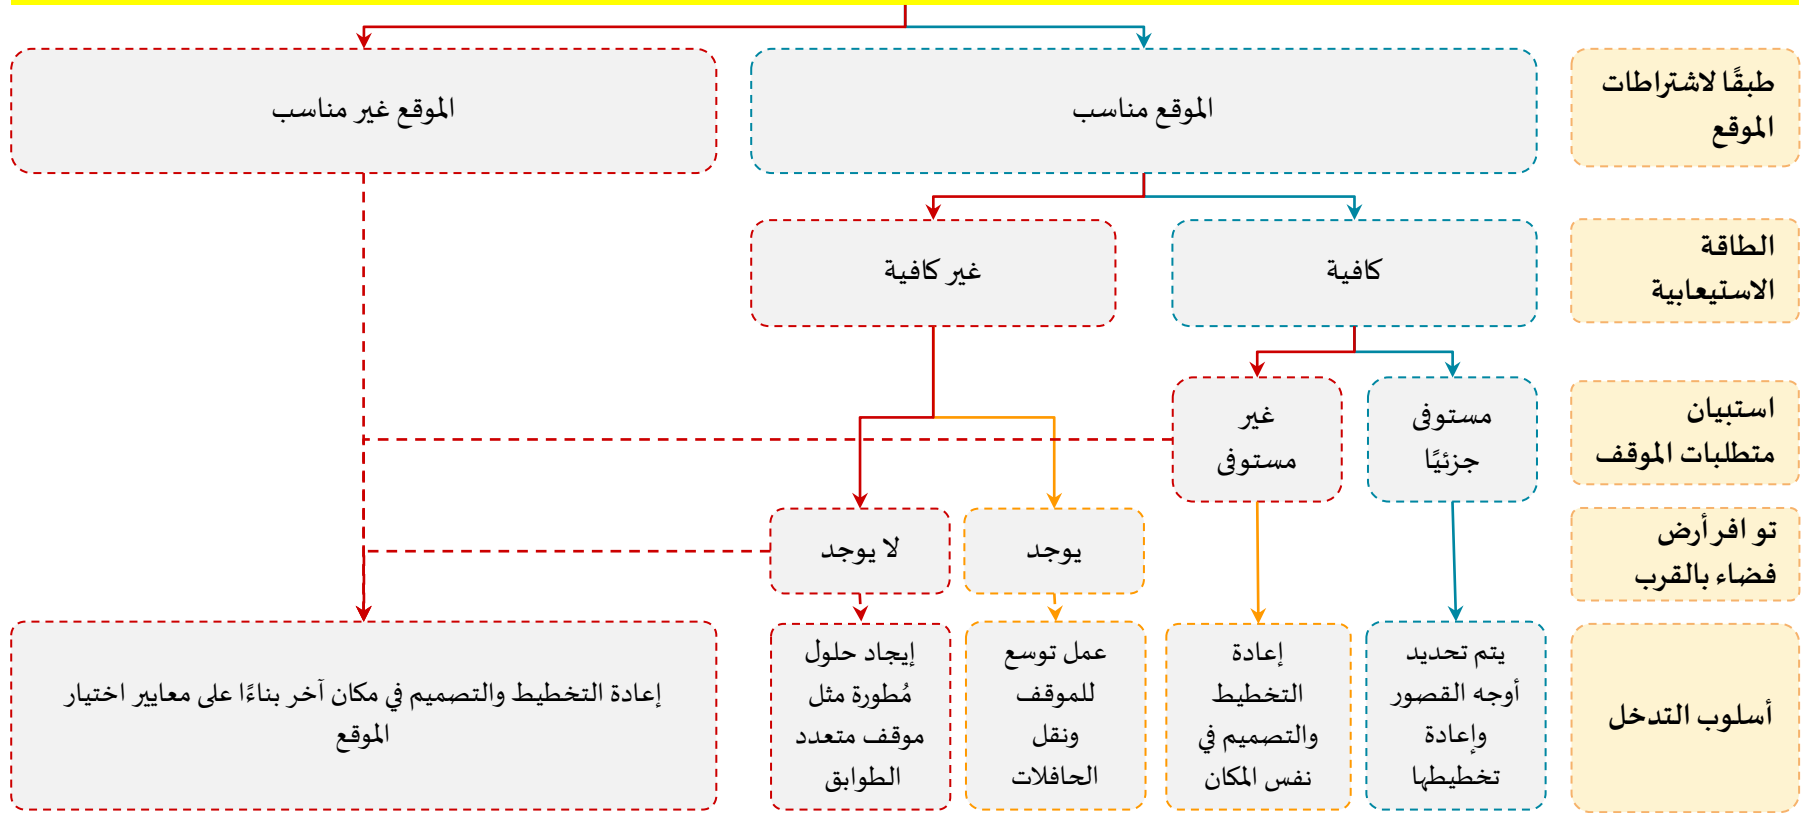 طبقًا لاشتراطات
الموقع
الموقع مناسب
الموقع غير مناسب
الطاقة
الاستيعابية
كافية
غير كافية
استبيان
متطلبات الموقف
مستوفى
جزئيًا
غير
مستوفى
تو افر أرض
فضاء بالقرب
يوجد
لا يوجد
أسلوب التدخل
يتم تحديد
أوجه القصور
وإعادة
تخطيطها
إعادة
التخطيط
والتصميم في
نفس المكان
عمل توسع
للموقف
ونقل
الحافلات
إيجاد حلول
مُطورة مثل
موقف متعدد
الطوابق
إعادة التخطيط والتصميم في مكان آخر بناءًا على معايير اختيار
الموقع